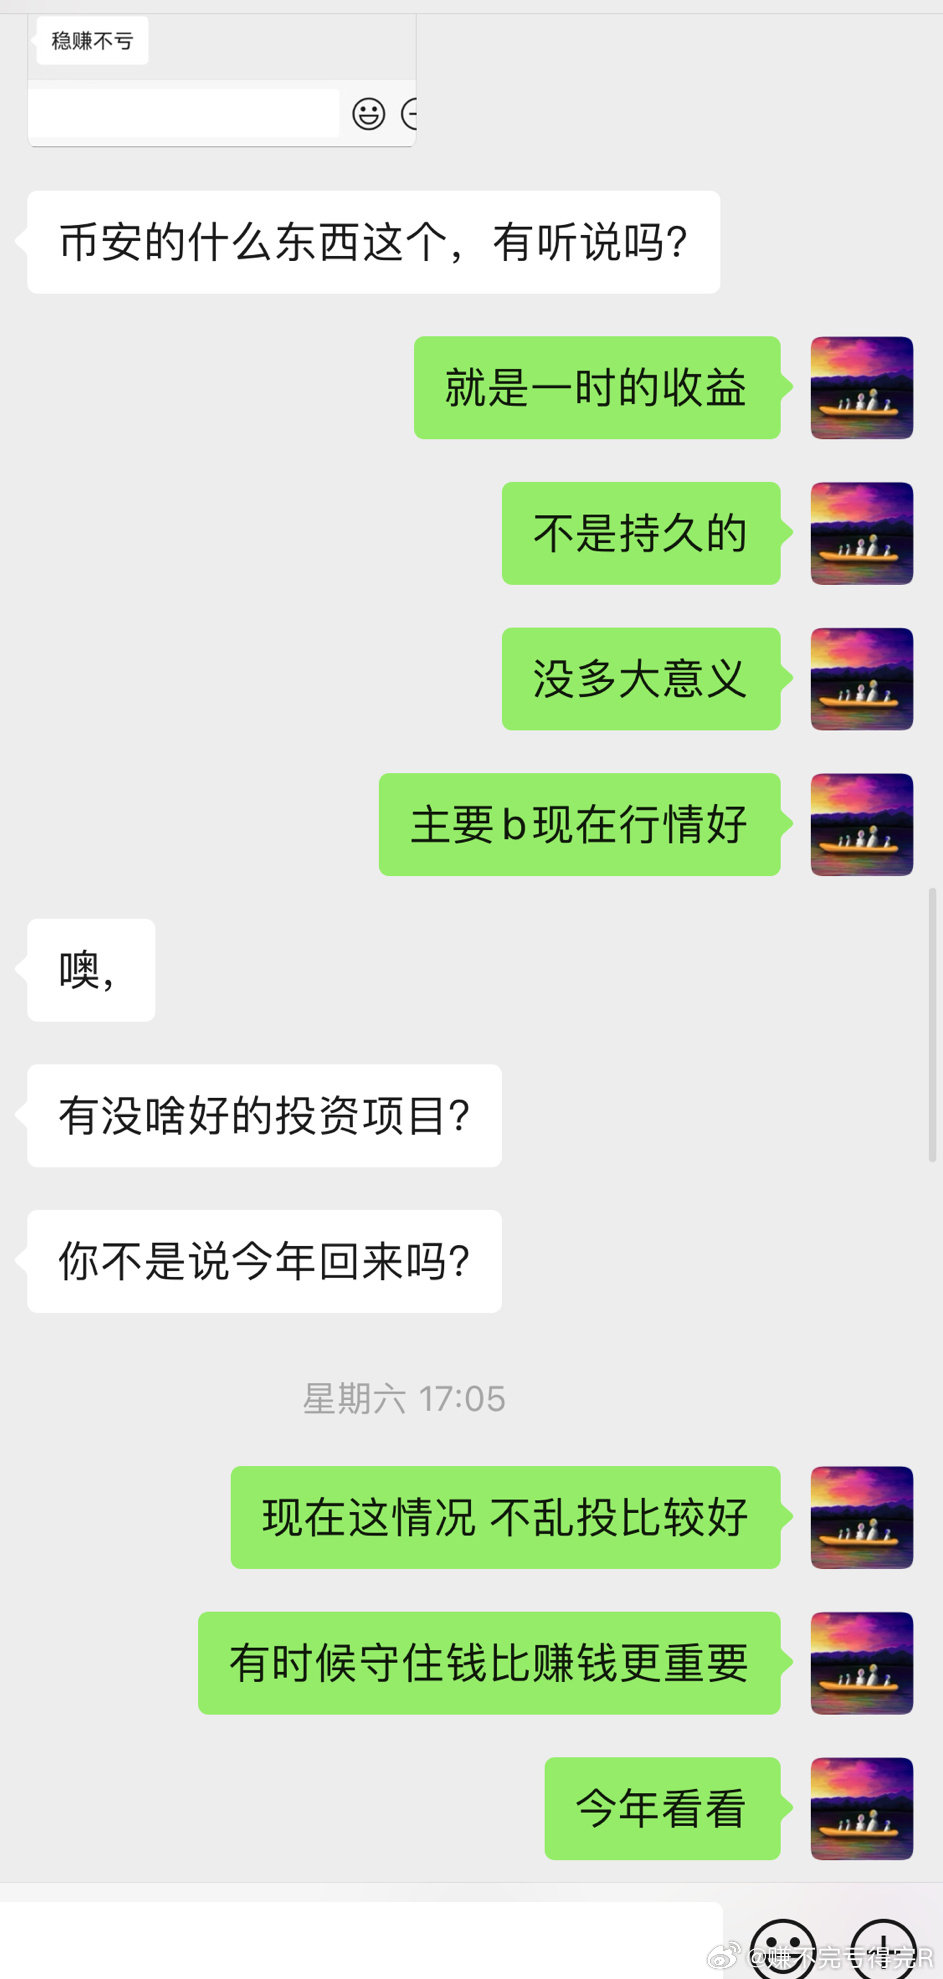 稳赚不亏
币安的什么东西这个，有听说吗?
就是一时的收益
不是持久的
没多大意义
主要b现在行情好
噢，
有没啥好的投资项目?
你不是说今年回来吗?
星期六 17:05
现在这情况 不乱投比较好
有时候守住钱比赚钱更重要
今年看看
@赚不完亏得完R